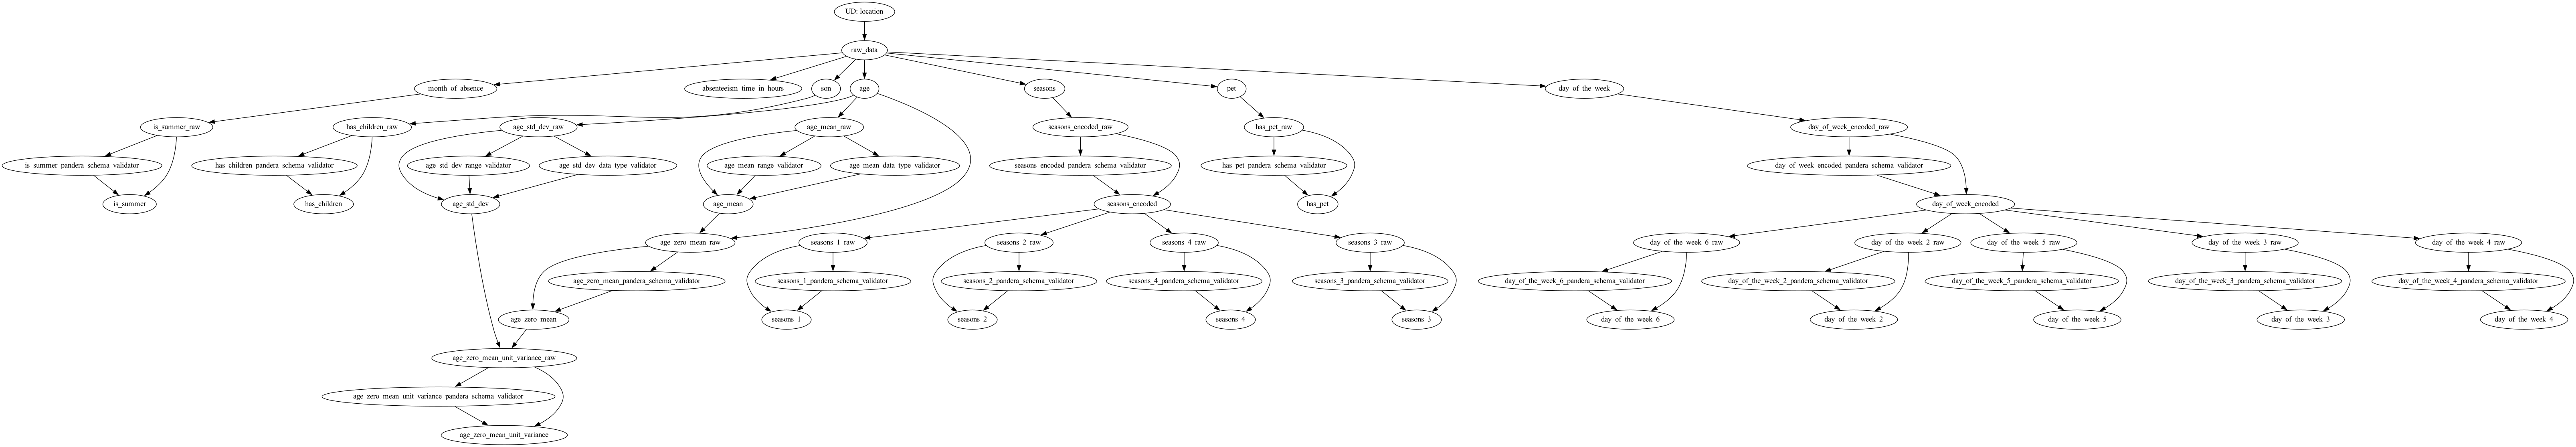 UD: location
raw_data
month_of_absence
absenteeism_time_in_hours
son
age
seasons
pet
day_of_the_week
is_summer_raw
has_children_raw
age_std_dev_raw
age_mean_raw
seasons_encoded_raw
has_pet_raw
day_of_week_encoded_raw
is_summer_pandera_schema_validator
has_children_pandera_schema_validator
age_std_dev_range_validator
age_std_dev_data_type_validator
age_mean_range_validator
age_mean_data_type_validator
seasons_encoded_pandera_schema_validator
has_pet_pandera_schema_validator
day_of_week_encoded_pandera_schema_validator
is_summer
has_children
age_std_dev
age_mean
seasons_encoded
has_pet
day_of_week_encoded
age_zero_mean_raw
seasons_1_raw
seasons_2_raw
seasons_4_raw
seasons_3_raw
day_of_the_week_6_raw
day_of_the_week_2_raw
day_of_the_week_5_raw
day_of_the_week_3_raw
day_of_the_week_4_raw
age_zero_mean_pandera_schema_validator
seasons_1_pandera_schema_validator
seasons_2_pandera_schema_validator
seasons_4_pandera_schema_validator
seasons_3_pandera_schema_validator
day_of_the_week_6_pandera_schema_validator
day_of_the_week_2_pandera_schema_validator
day_of_the_week_5_pandera_schema_validator
day_of_the_week_3_pandera_schema_validator
day_of_the_week_4_pandera_schema_validator
age_zero_mean
seasons_1
seasons_2
seasons_4
seasons_3
day_of_the_week_6
day_of_the_week_2
day_of_the_week_5
day_of_the_week_3
day_of_the_week_4
age_zero_mean_unit_variance_raw
age_zero_mean_unit_variance_pandera_schema_validator
age_zero_mean_unit_variance